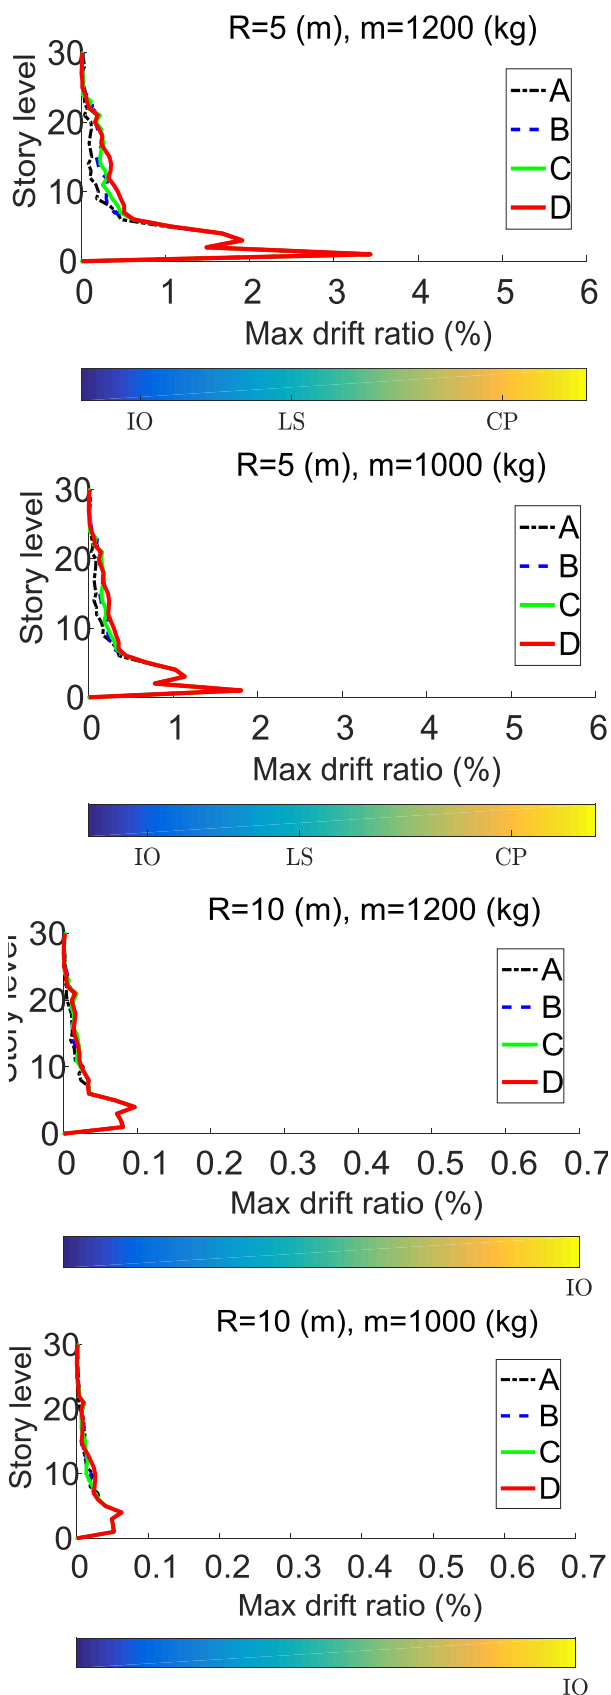 R=5 (m), m=1200 (kg)
30
20
10
0
Story level
A
B
C
D
0 1 2 3 4 5 6
Max drift ratio (%)
IO LS CP
R=5 (m), m=1000 (kg)
30
20
10
0
Story level
A
B
C
D
0 1 2 3 4 5 6
Max drift ratio (%)
IO LS CP
R=10 (m), m=1200 (kg)
30
20
10
0
Story level
A
B
C
D
0 0.1 0.2 0.3 0.4 0.5 0.6 0.7
Max drift ratio (%)
IO
R=10 (m), m=1000 (kg)
30
20
10
0
Story level
A
B
C
D
0 0.1 0.2 0.3 0.4 0.5 0.6 0.7
Max drift ratio (%)
IO